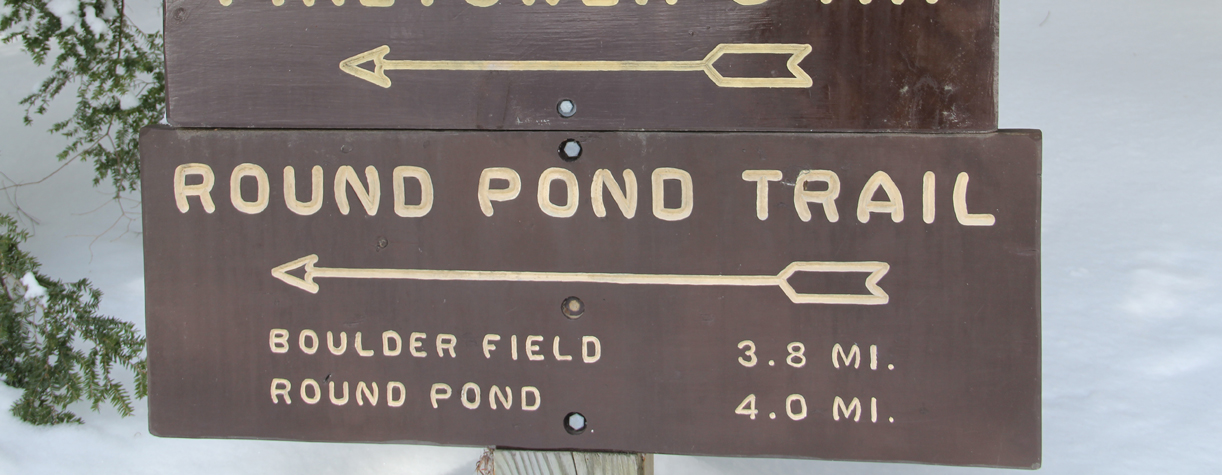 ROUND POND TRAIL
BOULDER FIELD 3.8 MI.
ROUND POND 4.0 MI.